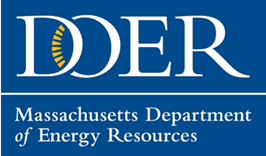 DOER
Massachusetts Department
of Energy Resources